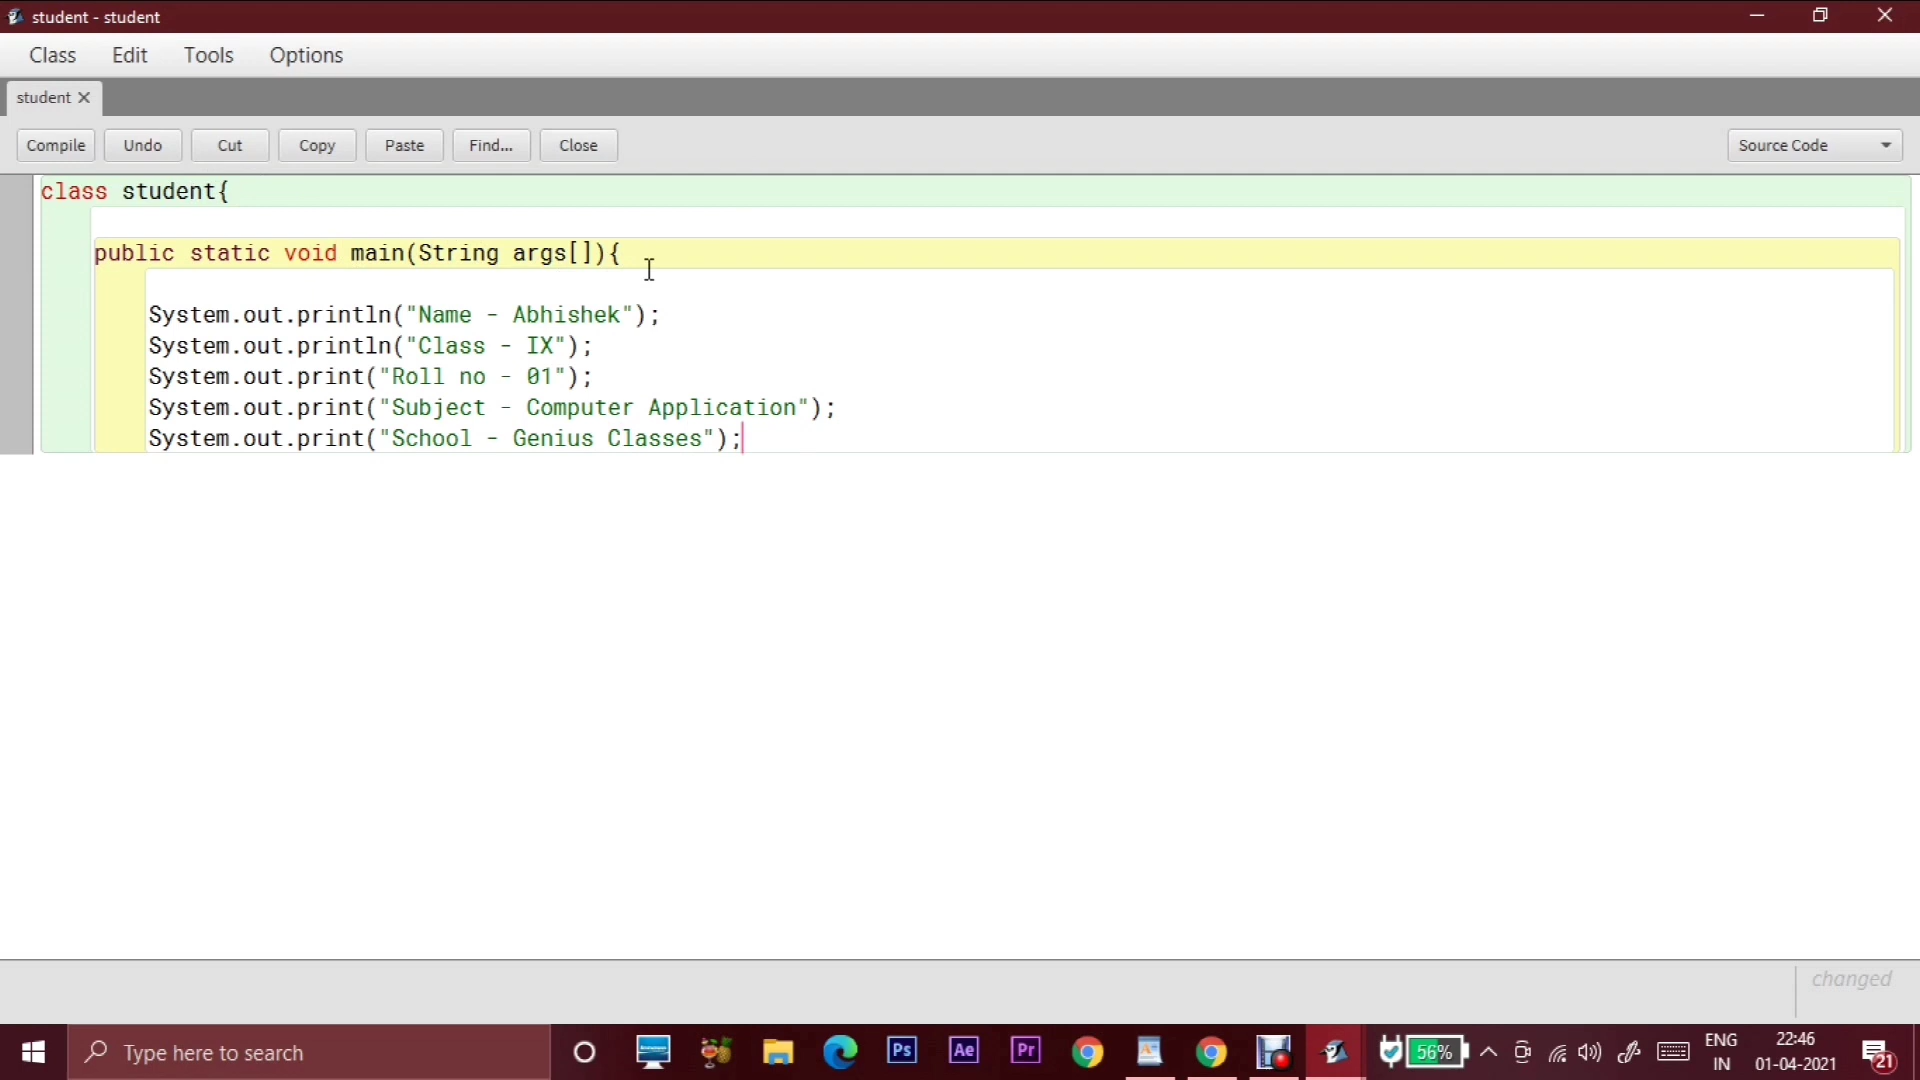 student - student
Class Edit Tools Options
student
Compile Undo Cut Copy Paste Find... Close Source Code
class student{
public static void main(String args[]){
System.out.println("Name - Abhishek");
System.out.println("Class - IX");
System.out.print("Roll no - 01");
System.out.print("Subject - Computer Application");
System.out.print("School - Genius Classes");
changed
Type here to search
Ps Ae Pr
56%
ENG
IN
22:46
01-04-2021
21